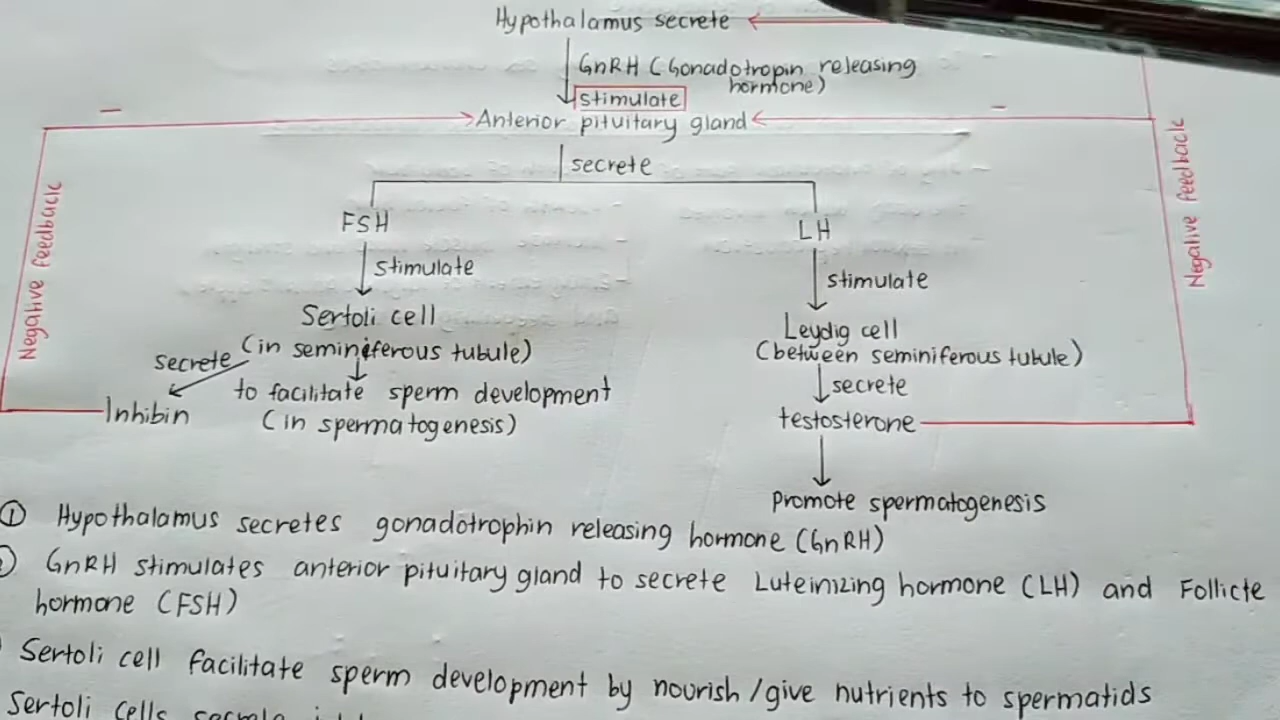 Hypothalamus secrete
GnRH (Gonadotropin releasing
hormone)
stimulate
Anterior pituitary gland
–
–
Negative feedback
Negative feedback
secrete
FSH
LH
stimulate
stimulate
Sertoli cell
(in seminiferous tubule)
Leydig cell
(between seminiferous tubule)
secrete
to facilitate sperm development
(in spermatogenesis)
Inhibin
secrete
testosterone
Promote spermatogenesis
① Hypothalamus secretes gonadotrophin releasing hormone (GnRH)
GnRH stimulates anterior pituitary gland to secrete Luteinizing hormone (LH) and Follicte
hormone (FSH)
Sertoli cell facilitate sperm development by nourish/give nutrients to spermatids
Sertoli cells